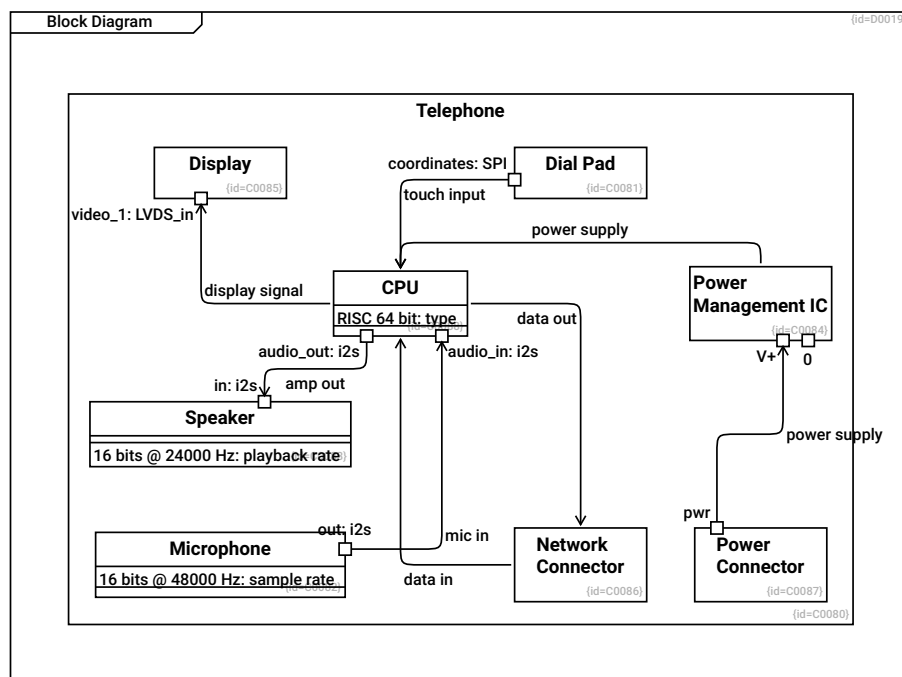 Block Diagram
{id=D0019
Telephone
Display
{id=C0085}
coordinates: SPI
Dial Pad
{id=C0081}
touch input
video_1: LVDS_in
power supply
display signal
CPU
RISC 64 bit: type
data out
Power
Management IC
{id=C0084}
audio_out: i2s
audio_in: i2s
V+
0
in: i2s
amp out
Speaker
16 bits @ 24000 Hz: playback rate
power supply
out: i2s
mic in
pwr
Microphone
16 bits @ 48000 Hz: sample rate
data in
Network
Connector
{id=C0086}
Power
Connector
{id=C0087}
{id=C0080}